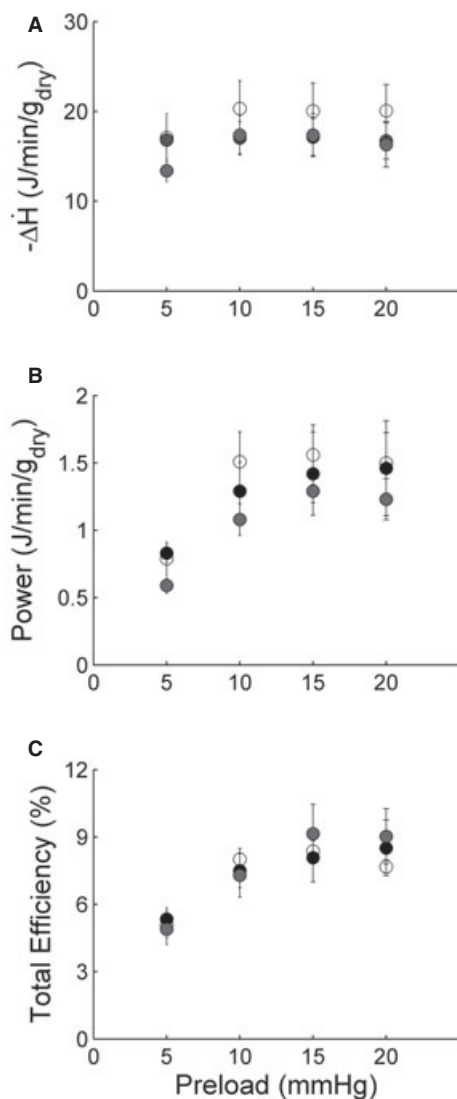 A
30
20
10
0
-ΔḢ (J/min/g_dry)
0 5 10 15 20
B
2
1.5
1
0.5
0
Power (J/min/g_dry)
0 5 10 15 20
C
12
9
6
3
0
Total Efficiency (%)
0 5 10 15 20
Preload (mmHg)